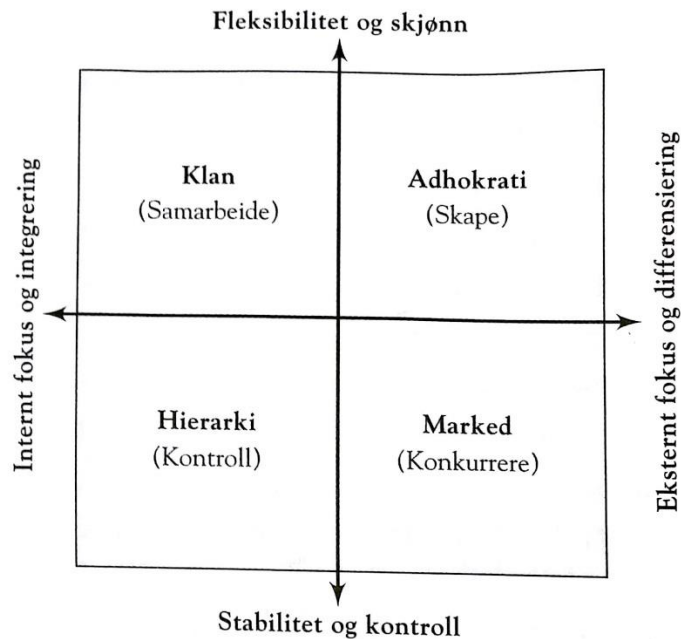 Fleksibilitet og skjønn
Internt fokus og integrering
Klan
(Samarbeide)
Adhokrati
(Skape)
Eksternt fokus og differensiering
Hierarki
(Kontroll)
Marked
(Konkurrere)
Stabilitet og kontroll